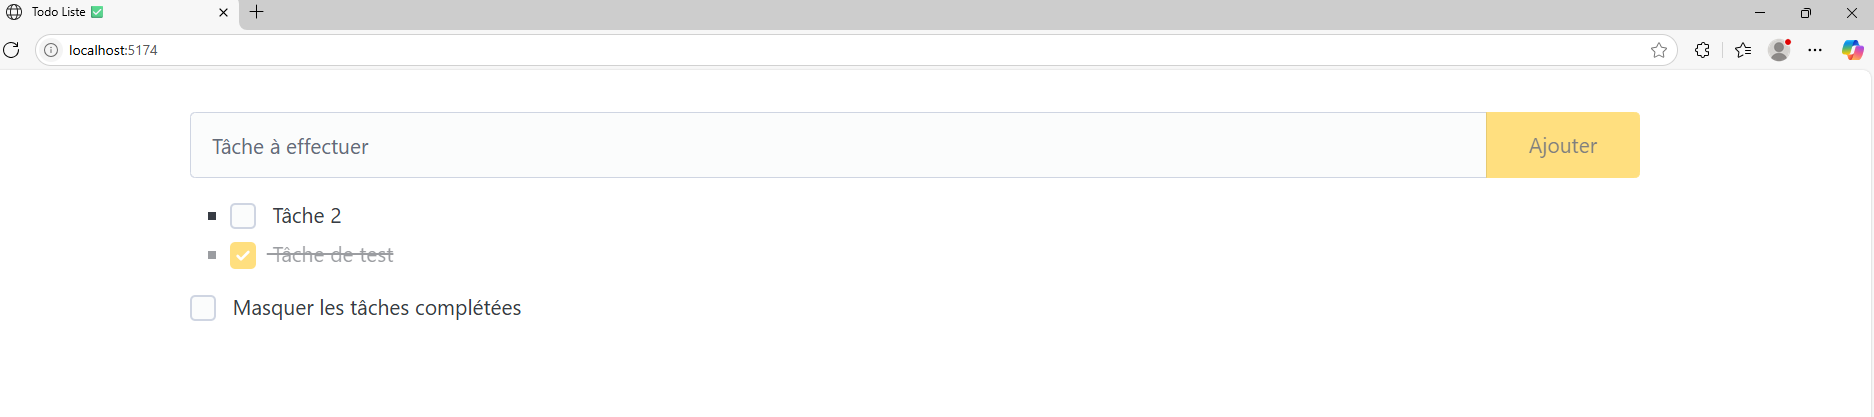 Todo Liste ✅
localhost:5174
Tâche à effectuer
Ajouter
Tâche 2
Tâche de test
Masquer les tâches complétées